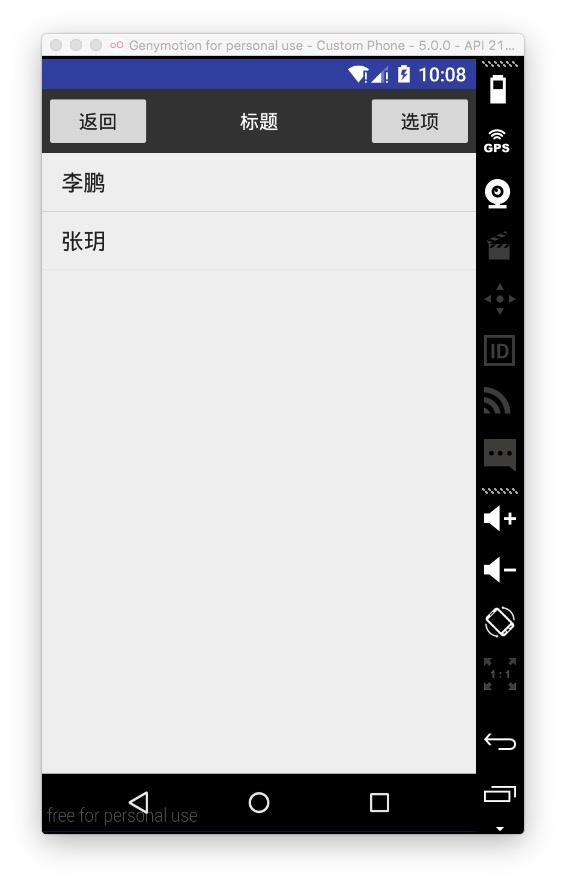 Genymotion for personal use - Custom Phone - 5.0.0 - API 21...
10:08
返回 标题 选项
GPS
李鹏
张玥
ID
1:1
free for personal use